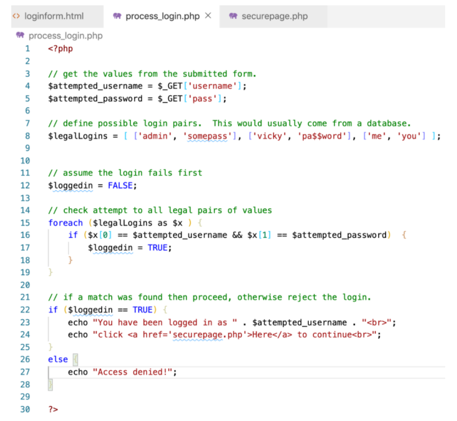 loginform.html process_login.php × securepage.php
process_login.php
1 <?php
2
3 // get the values from the submitted form.
4 $attempted_username = $_GET['username'];
5 $attempted_password = $_GET['pass'];
6
7 // define possible login pairs.  This would usually come from a database.
8 $legalLogins = [ ['admin', 'somepass'], ['vicky', 'pa$$word'], ['me', 'you'] ];
9
10
11 // assume the login fails first
12 $loggedin = FALSE;
13
14 // check attempt to all legal pairs of values
15 foreach ($legalLogins as $x ) {
16 if ($x[0] == $attempted_username && $x[1] == $attempted_password)  {
17 $loggedin = TRUE;
18 }
19 }
20
21 // if a match was found then proceed, otherwise reject the login.
22 if ($loggedin == TRUE) {
23 echo "You have been logged in as " . $attempted_username . "<br>";
24 echo "click <a href='securepage.php'>Here</a> to continue<br>";
25 }
26 else {
27 echo "Access denied!";
28 }
29
30 ?>